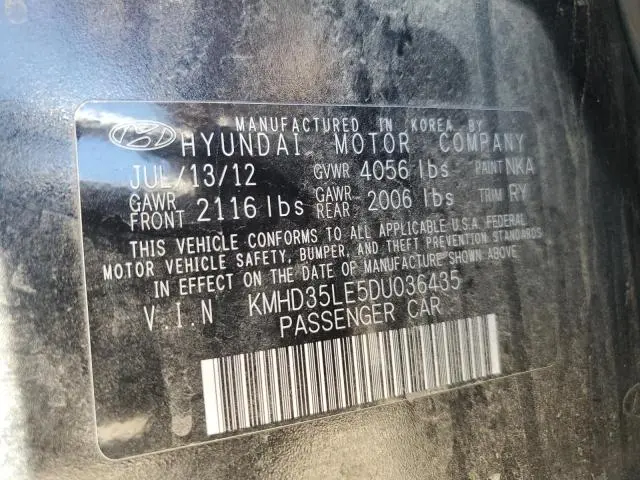 MANUFACTURED IN KOREA BY
HYUNDAI MOTOR COMPANY
JUL/13/12 GVWR 4056 lbs PAINT NKA
GAWR FRONT 2116 lbs GAWR REAR 2006 lbs TRIM RY
THIS VEHICLE CONFORMS TO ALL APPLICABLE U.S.A. FEDERAL
MOTOR VEHICLE SAFETY, BUMPER, AND THEFT PREVENTION STANDARDS
IN EFFECT ON THE DATE OF MANUFACTURE SHOWN ABOVE
V.I.N KMHD35LE5DU036435
PASSENGER CAR